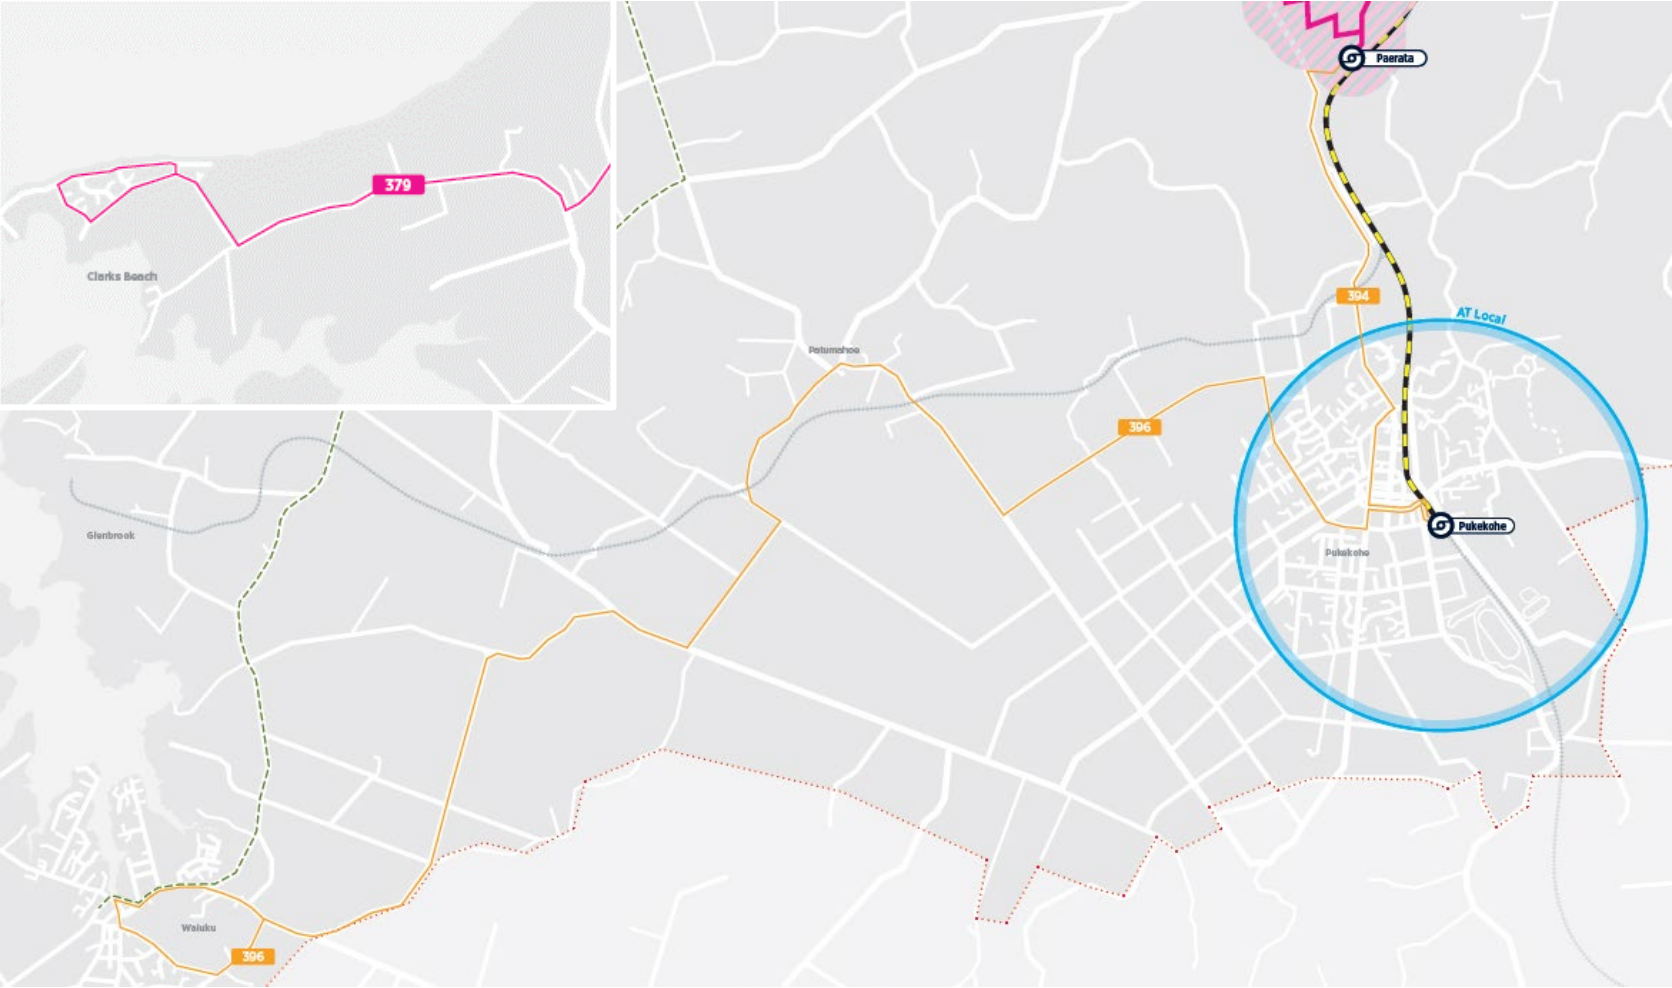 Paerata
379
Clarks Beach
394
AT Local
Patumahoe
396
Pukekohe
Glenbrook
Pukekohe
Waiuku
396